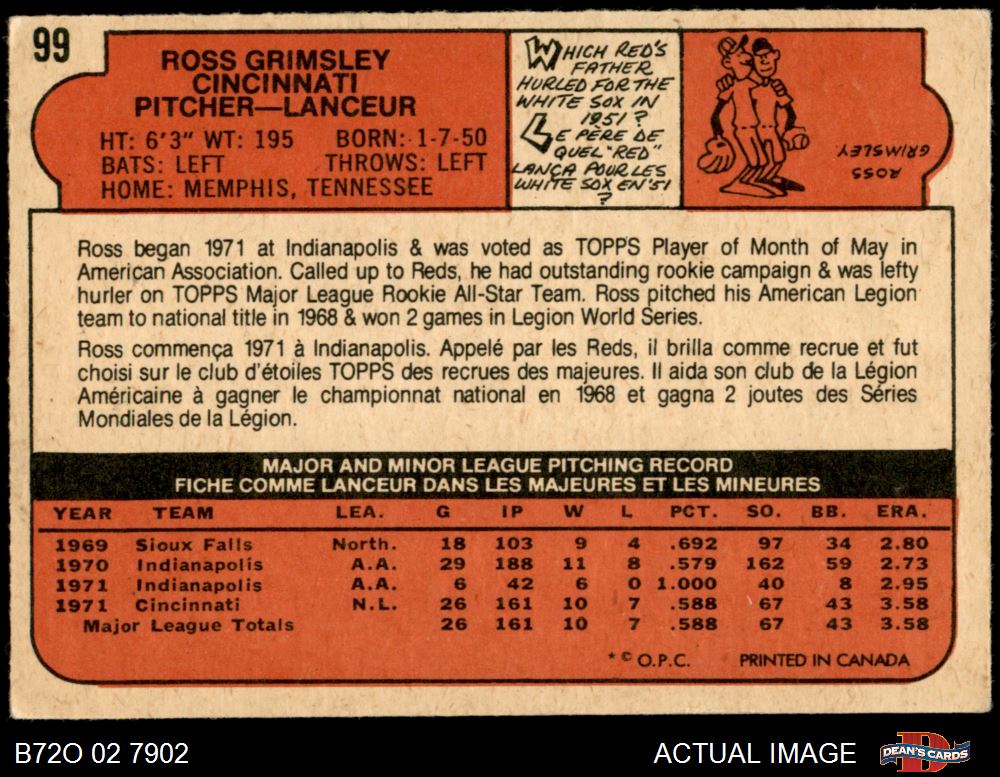 99
ROSS GRIMSLEY
CINCINNATI
PITCHER—LANCEUR
HT: 6'3" WT: 195 BORN: 1-7-50
BATS: LEFT THROWS: LEFT
HOME: MEMPHIS, TENNESSEE
WHICH RED'S
FATHER
HURLED FOR THE
WHITE SOX IN
1951?
LE PÈRE DE
QUEL "RED"
LANÇA POUR LES
WHITE SOX EN '51
?
ROSS
GRIMSLEY
Ross began 1971 at Indianapolis & was voted as TOPPS Player of Month of May in
American Association. Called up to Reds, he had outstanding rookie campaign & was lefty
hurler on TOPPS Major League Rookie All-Star Team. Ross pitched his American Legion
team to national title in 1968 & won 2 games in Legion World Series.
Ross commença 1971 à Indianapolis. Appelé par les Reds, il brilla comme recrue et fut
choisi sur le club d'étoiles TOPPS des recrues des majeures. Il aida son club de la Légion
Américaine à gagner le championnat national en 1968 et gagna 2 joutes des Séries
Mondiales de la Légion.
MAJOR AND MINOR LEAGUE PITCHING RECORD
FICHE COMME LANCEUR DANS LES MAJEURES ET LES MINEURES
YEAR TEAM LEA. G IP W L PCT. SO. BB. ERA.
1969 Sioux Falls North. 18 103 9 4 .692 97 34 2.80
1970 Indianapolis A.A. 29 188 11 8 .579 162 59 2.73
1971 Indianapolis A.A. 6 42 6 0 1.000 40 8 2.95
1971 Cincinnati N.L. 26 161 10 7 .588 67 43 3.58
Major League Totals 26 161 10 7 .588 67 43 3.58
* © O.P.C. PRINTED IN CANADA
B72O 02 7902
ACTUAL IMAGE
DEAN'S CARDS